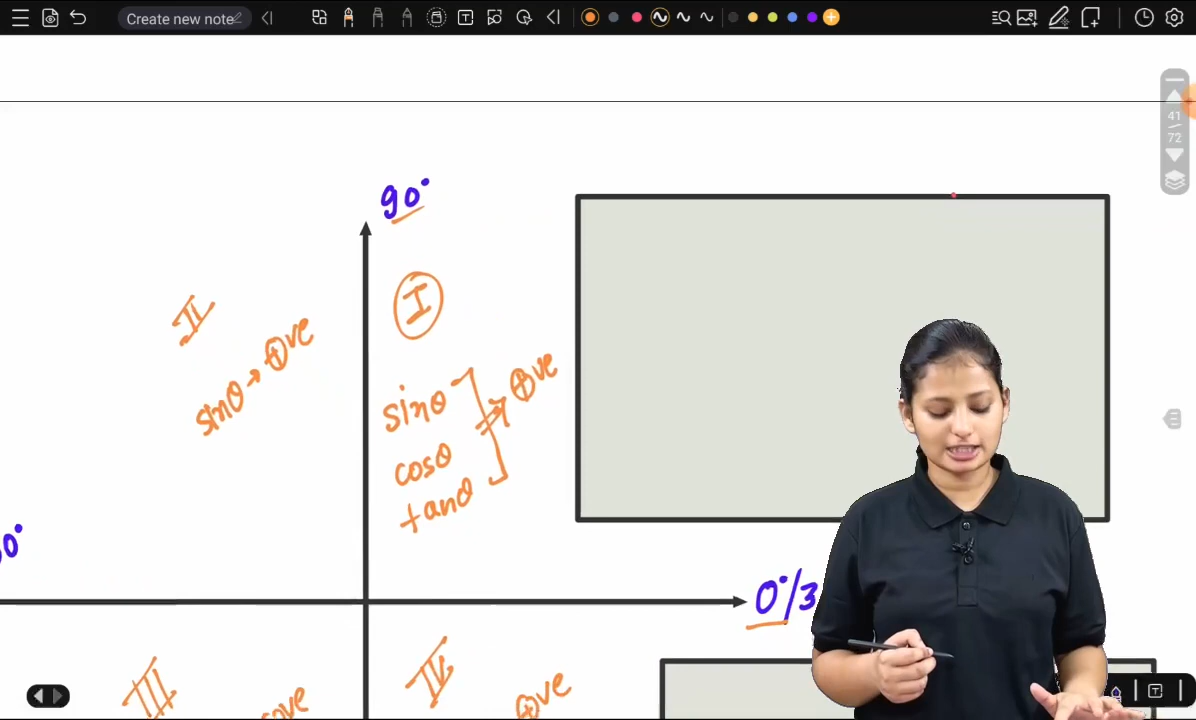 Create new note
41
72
90°
I
II
sinθ → ⊕ve
sinθ
cosθ
tanθ
⊕ve
0°/3
III
IV
⊕ve